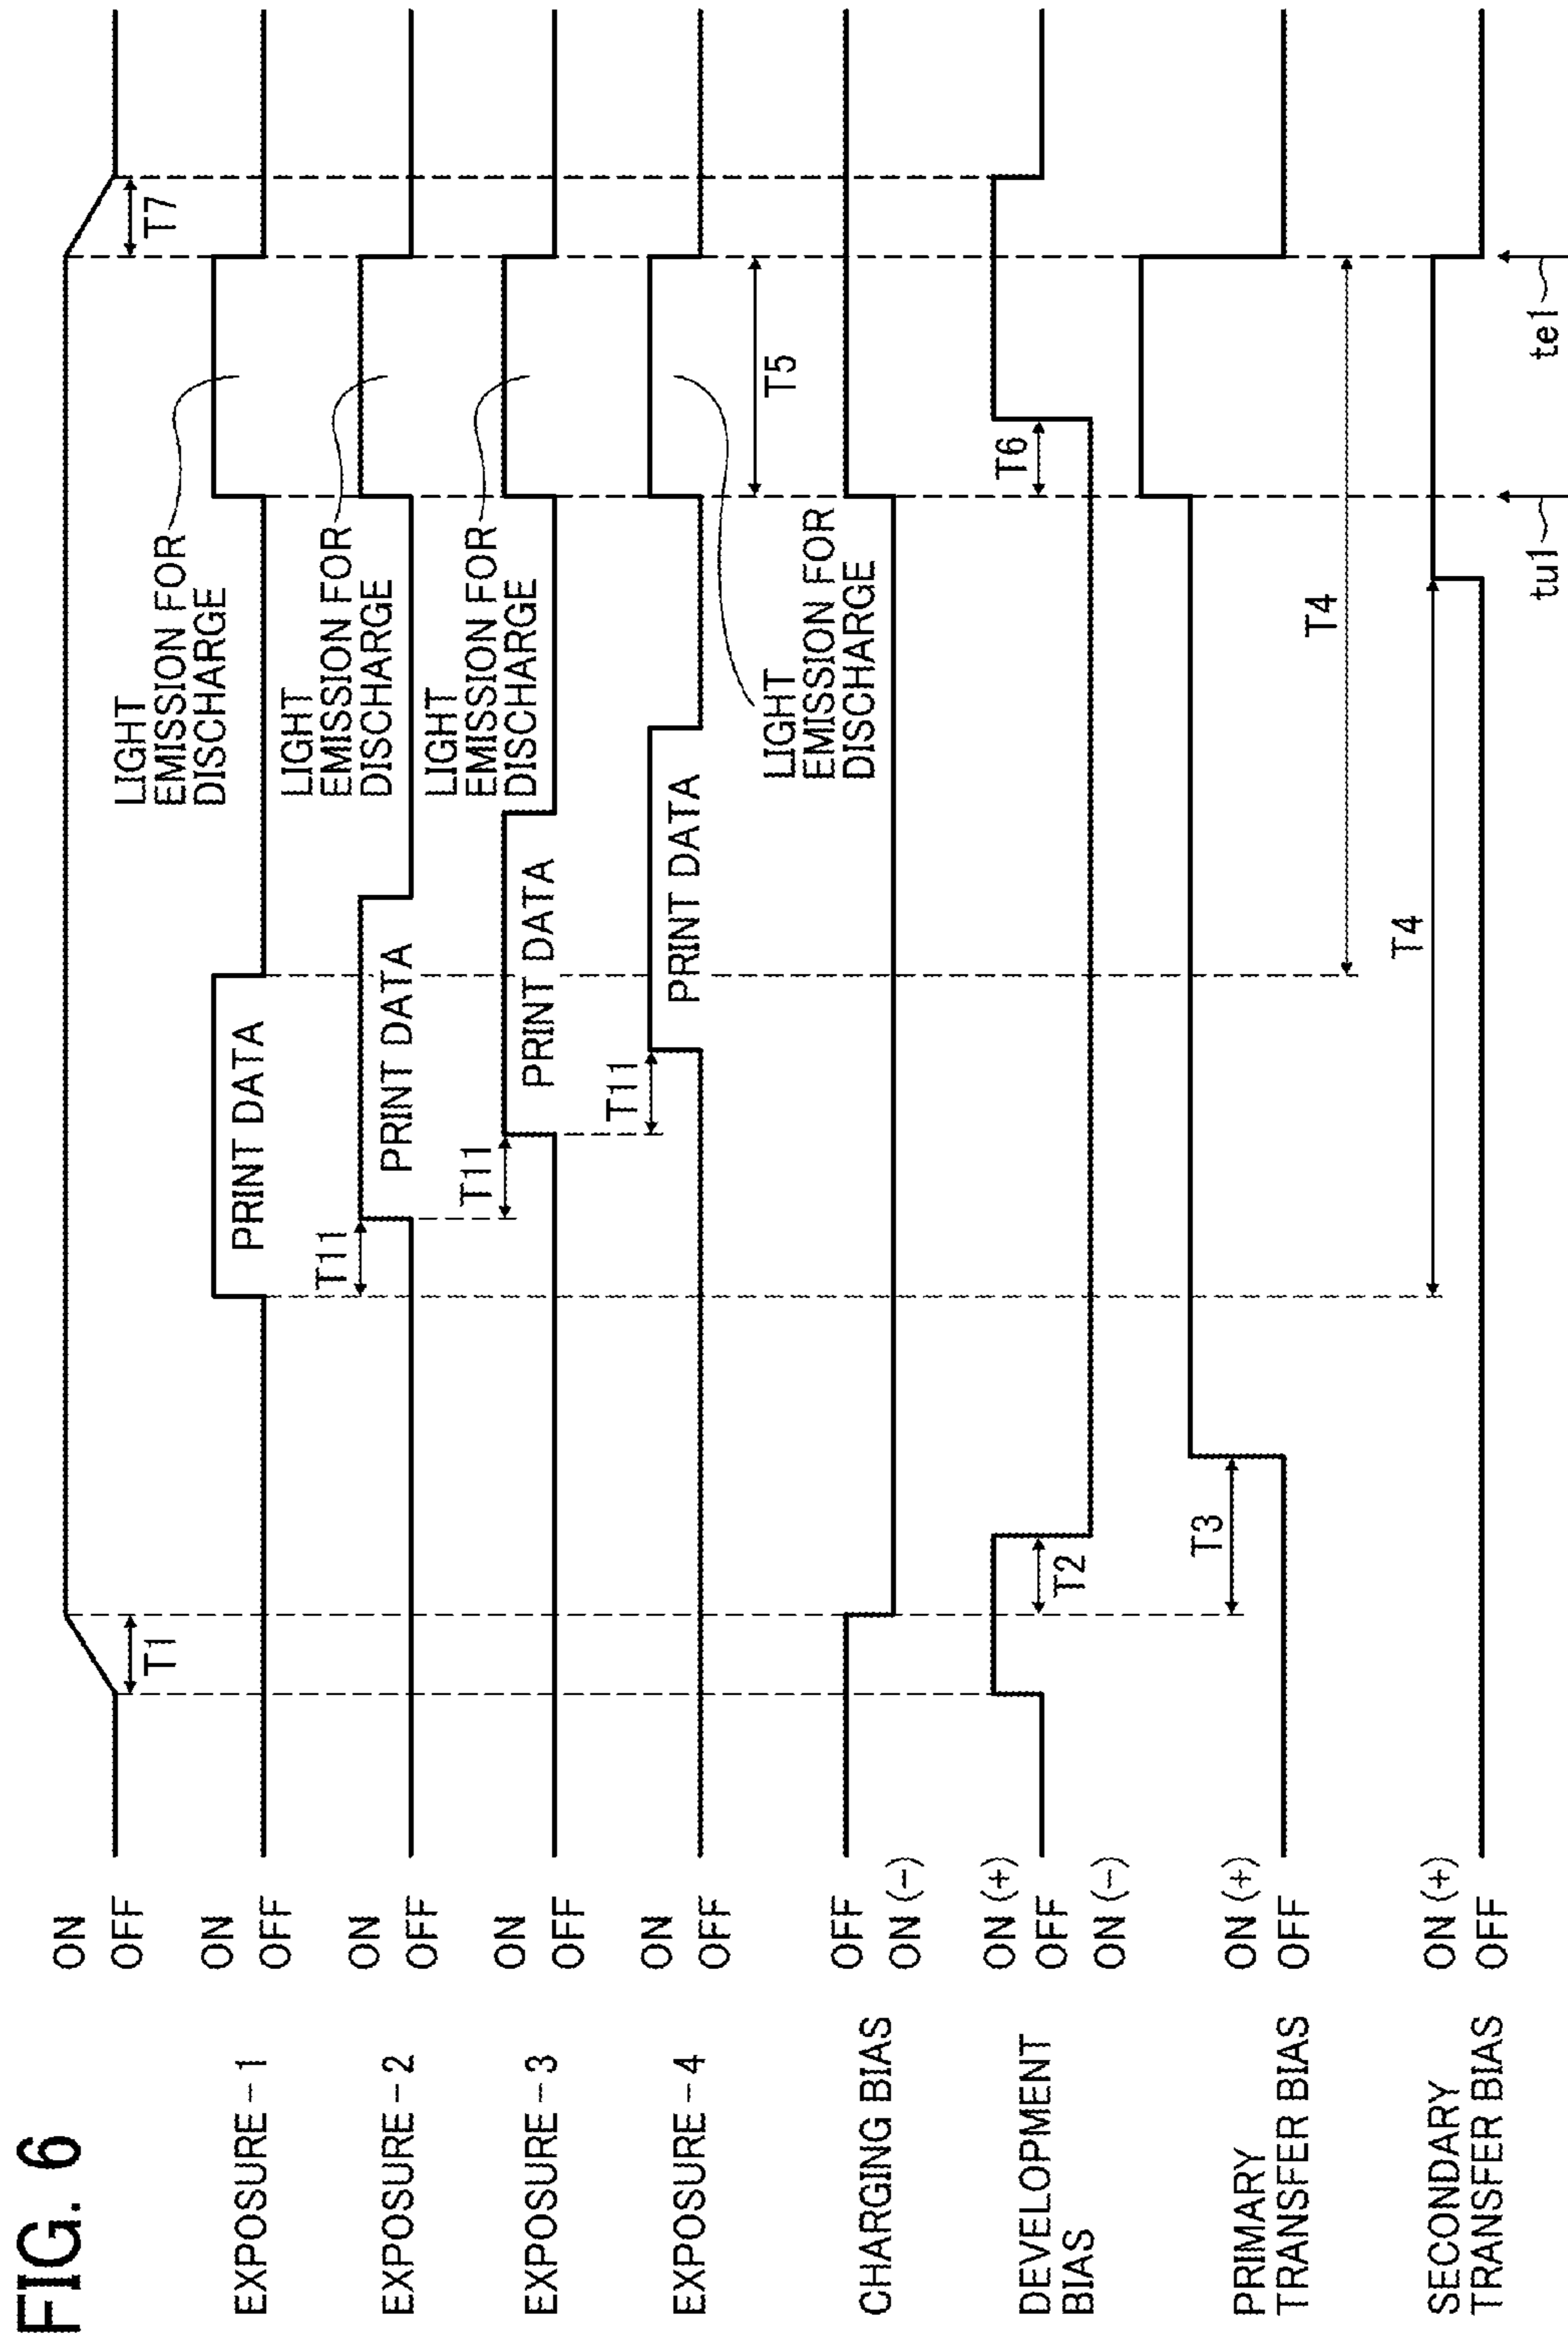 FIG. 6
ON
OFF
T1
T7
EXPOSURE-1
ON
OFF
PRINT DATA
LIGHT
EMISSION FOR
DISCHARGE
EXPOSURE-2
ON
OFF
T11
PRINT DATA
LIGHT
EMISSION FOR
DISCHARGE
EXPOSURE-3
ON
OFF
T11
PRINT DATA
LIGHT
EMISSION FOR
DISCHARGE
EXPOSURE-4
ON
OFF
T11
PRINT DATA
LIGHT
EMISSION FOR
DISCHARGE
T5
CHARGING BIAS
OFF
ON (-)
DEVELOPMENT
BIAS
ON (+)
OFF
ON (-)
T2
T6
PRIMARY
TRANSFER BIAS
ON (+)
OFF
T3
T4
SECONDARY
TRANSFER BIAS
ON (+)
OFF
T4
tu1
te1